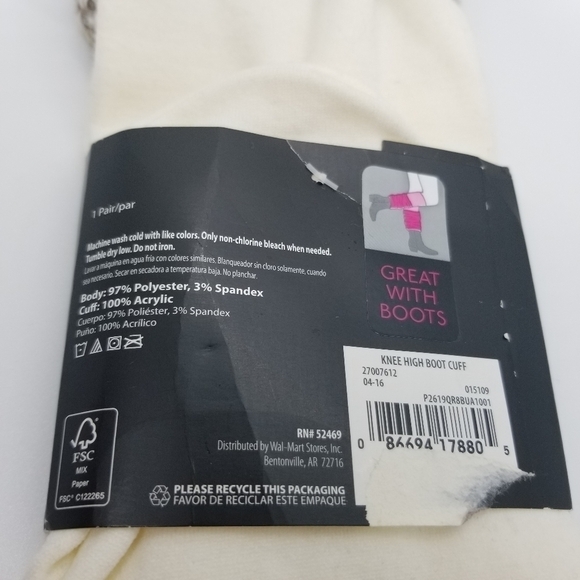 1 Pair/par
Machine wash cold with like colors. Only non-chlorine bleach when needed.
Tumble dry low. Do not iron.
Lavar a máquina en agua fría con colores similares. Blanqueador sin cloro solamente, cuando
sea necesario. Secar en secadora a temperatura baja. No planchar.
Body: 97% Polyester, 3% Spandex
Cuff: 100% Acrylic
Cuerpo: 97% Poliéster, 3% Spandex
Puño: 100% Acrílico
GREAT
WITH
BOOTS
KNEE HIGH BOOT CUFF
27007612
04-16
015109
P2619QR8BUA1001
0 86694 17880 5
FSC
MIX
Paper
FSC® C122265
RN# 52469
Distributed by Wal-Mart Stores, Inc.
Bentonville, AR 72716
PLEASE RECYCLE THIS PACKAGING
FAVOR DE RECICLAR ESTE EMPAQUE